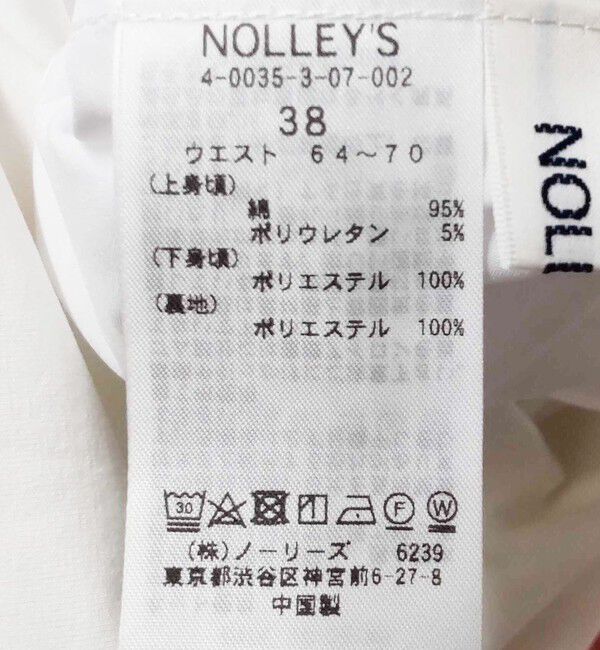 NOLLEY'S
4-0035-3-07-002
38
ウエスト 64～70
(上身頃)
綿 95%
ポリウレタン 5%
(下身頃)
ポリエステル 100%
(裏地)
ポリエステル 100%
30
F
W
(株)ノーリーズ 6239
東京都渋谷区神宮前6-27-8
中国製
NOLL